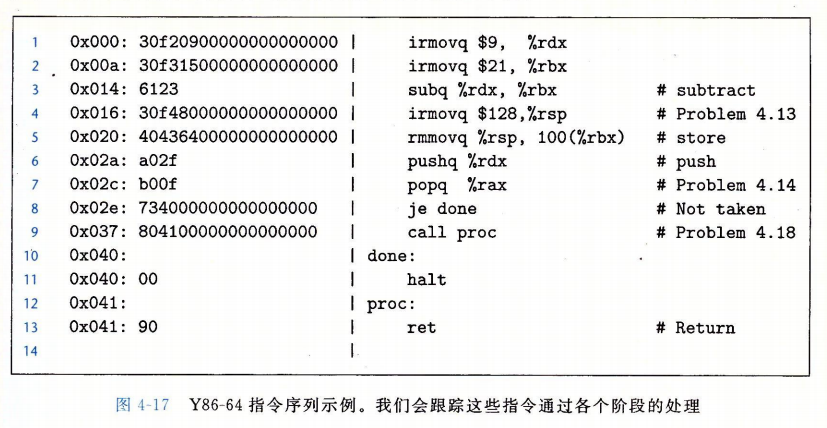 1 0x000: 30f20900000000000000 | irmovq $9, %rdx
2 0x00a: 30f31500000000000000 | irmovq $21, %rbx
3 0x014: 6123 | subq %rdx, %rbx # subtract
4 0x016: 30f48000000000000000 | irmovq $128,%rsp # Problem 4.13
5 0x020: 40436400000000000000 | rmmovq %rsp, 100(%rbx) # store
6 0x02a: a02f | pushq %rdx # push
7 0x02c: b00f | popq %rax # Problem 4.14
8 0x02e: 734000000000000000 | je done # Not taken
9 0x037: 804100000000000000 | call proc # Problem 4.18
10 0x040: | done:
11 0x040: 00 | halt
12 0x041: | proc:
13 0x041: 90 | ret # Return
14 |
图 4-17 Y86-64 指令序列示例。我们会跟踪这些指令通过各个阶段的处理